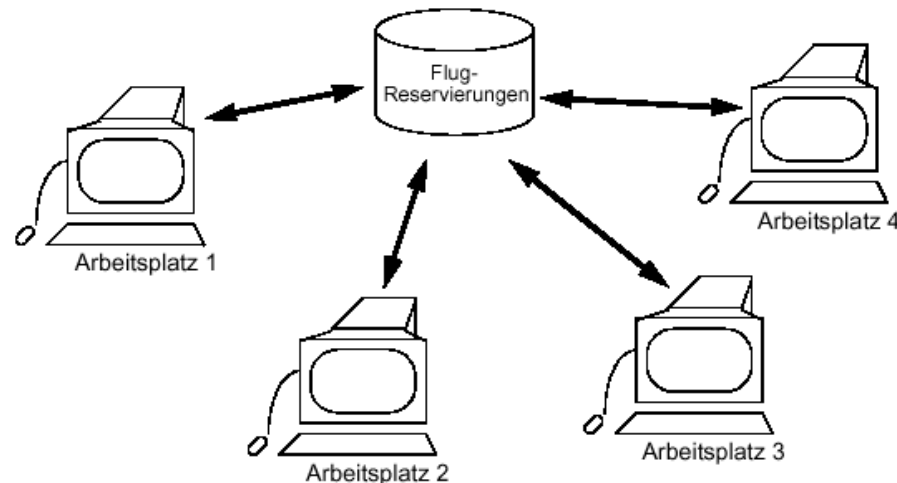 Flug-
Reservierungen
Arbeitsplatz 1
Arbeitsplatz 4
Arbeitsplatz 2
Arbeitsplatz 3